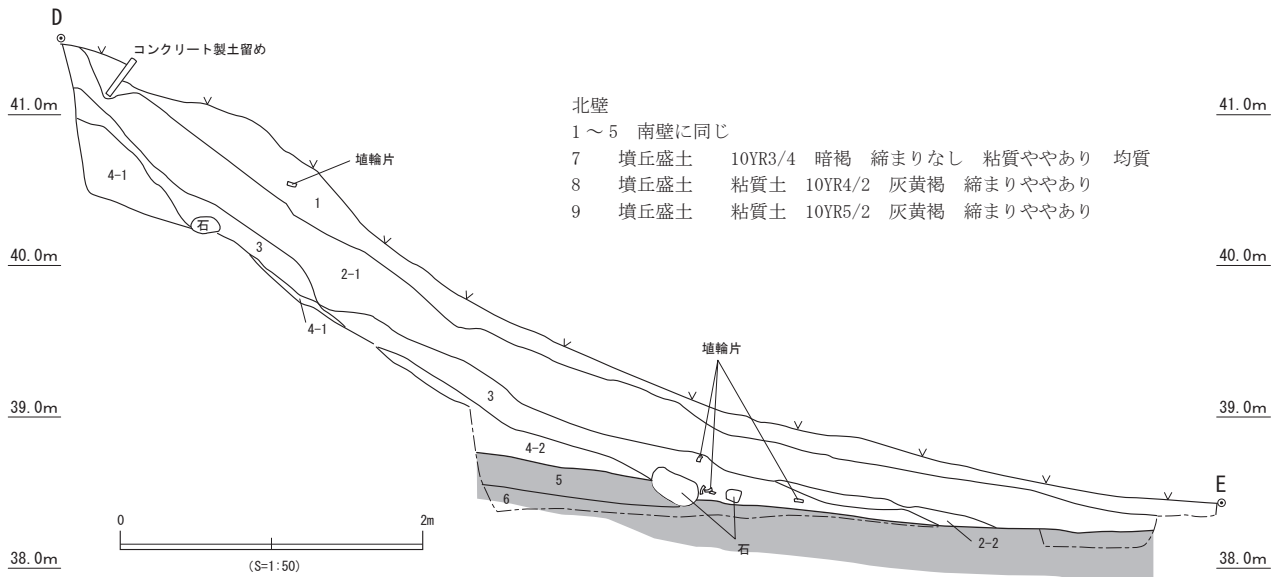 D
コンクリート製土留め
41.0m
41.0m
北壁
1～5 南壁に同じ
7 墳丘盛土 10YR3/4 暗褐 締まりなし 粘質ややあり 均質
8 墳丘盛土 粘質土 10YR4/2 灰黄褐 締まりややあり
9 墳丘盛土 粘質土 10YR5/2 灰黄褐 締まりややあり
埴輪片
4-1
1
石
3
40.0m
40.0m
2-1
4-1
埴輪片
3
39.0m
39.0m
4-2
5
6
E
2-2
石
0
2m
(S=1:50)
38.0m
38.0m